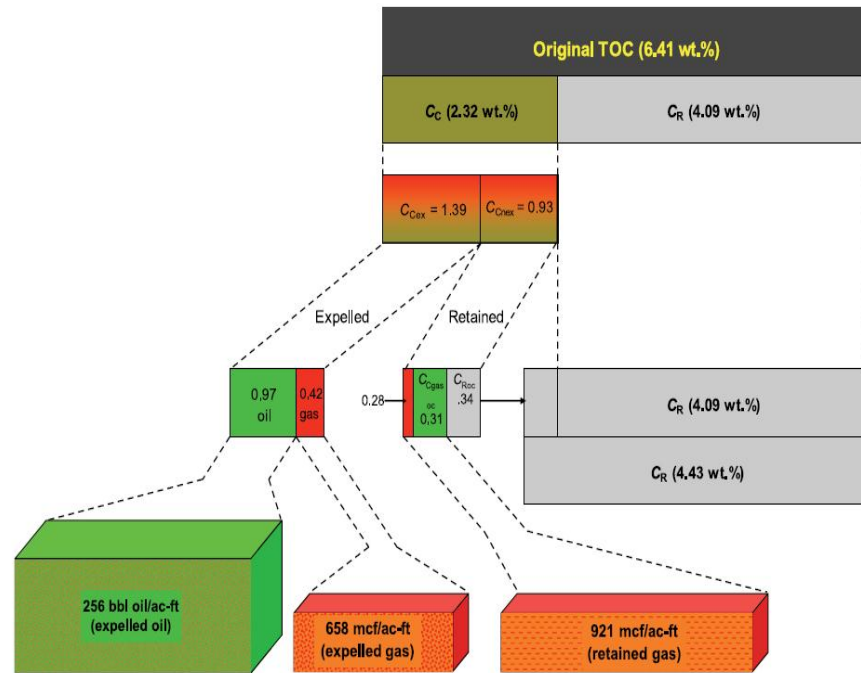 Original TOC (6.41 wt.%)
CC (2.32 wt.%)
CR (4.09 wt.%)
CCex = 1.39
CCnex = 0.93
Expelled
Retained
0,97
oil
0,42
gas
0.28
CCgas
oc
0,31
CRoc
.34
CR (4.09 wt.%)
CR (4.43 wt.%)
256 bbl oil/ac-ft
(expelled oil)
658 mcf/ac-ft
(expelled gas)
921 mcf/ac-ft
(retained gas)